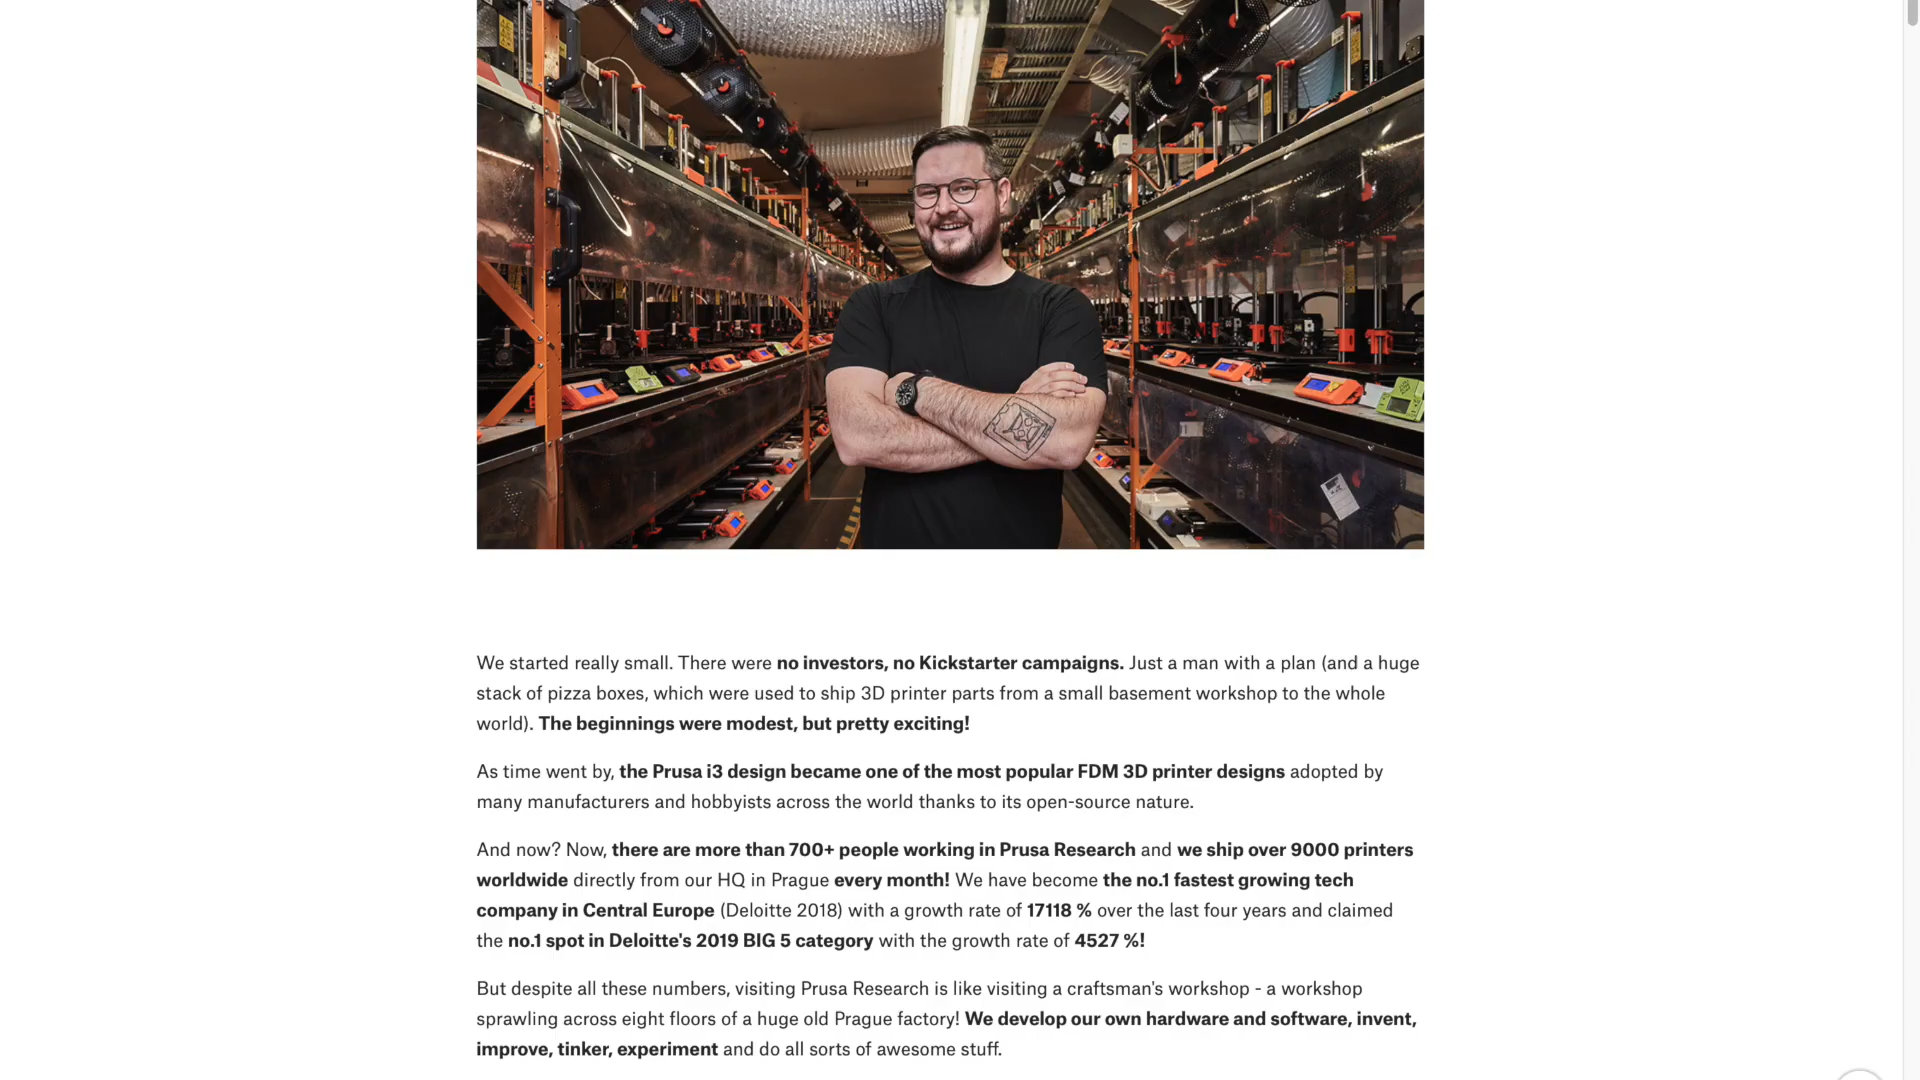 We started really small. There were no investors, no Kickstarter campaigns. Just a man with a plan (and a huge
stack of pizza boxes, which were used to ship 3D printer parts from a small basement workshop to the whole
world). The beginnings were modest, but pretty exciting!
As time went by, the Prusa i3 design became one of the most popular FDM 3D printer designs adopted by
many manufacturers and hobbyists across the world thanks to its open-source nature.
And now? Now, there are more than 700+ people working in Prusa Research and we ship over 9000 printers
worldwide directly from our HQ in Prague every month! We have become the no.1 fastest growing tech
company in Central Europe (Deloitte 2018) with a growth rate of 17118 % over the last four years and claimed
the no.1 spot in Deloitte's 2019 BIG 5 category with the growth rate of 4527 %!
But despite all these numbers, visiting Prusa Research is like visiting a craftsman's workshop - a workshop
sprawling across eight floors of a huge old Prague factory! We develop our own hardware and software, invent,
improve, tinker, experiment and do all sorts of awesome stuff.